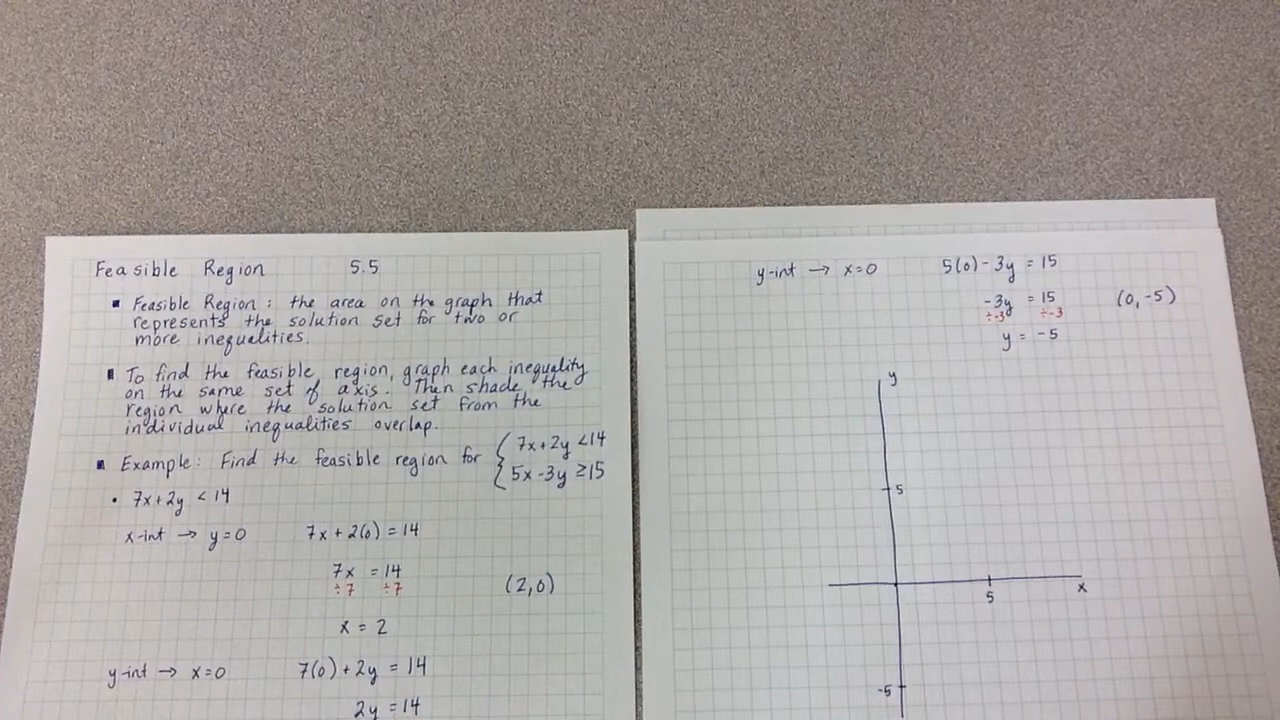 Feasible Region 5.5
▪ Feasible Region: the area on the graph that
represents the solution set for two or
more inequalities.
▪ To find the feasible region, graph each inequality
on the same set of axis. Then shade the
region where the solution set from the
individual inequalities overlap.
▪ Example: Find the feasible region for { 7x+2y < 14
5x-3y ≥ 15
• 7x+2y < 14
x-int → y=0 7x + 2(0) = 14
7x = 14
÷7 ÷7 (2,0)
x = 2
y-int → x=0 7(0) + 2y = 14
2y = 14
y-int → x=0 5(0) - 3y = 15
-3y = 15 (0,-5)
÷-3 ÷-3
y = -5
y
5
5 x
-5